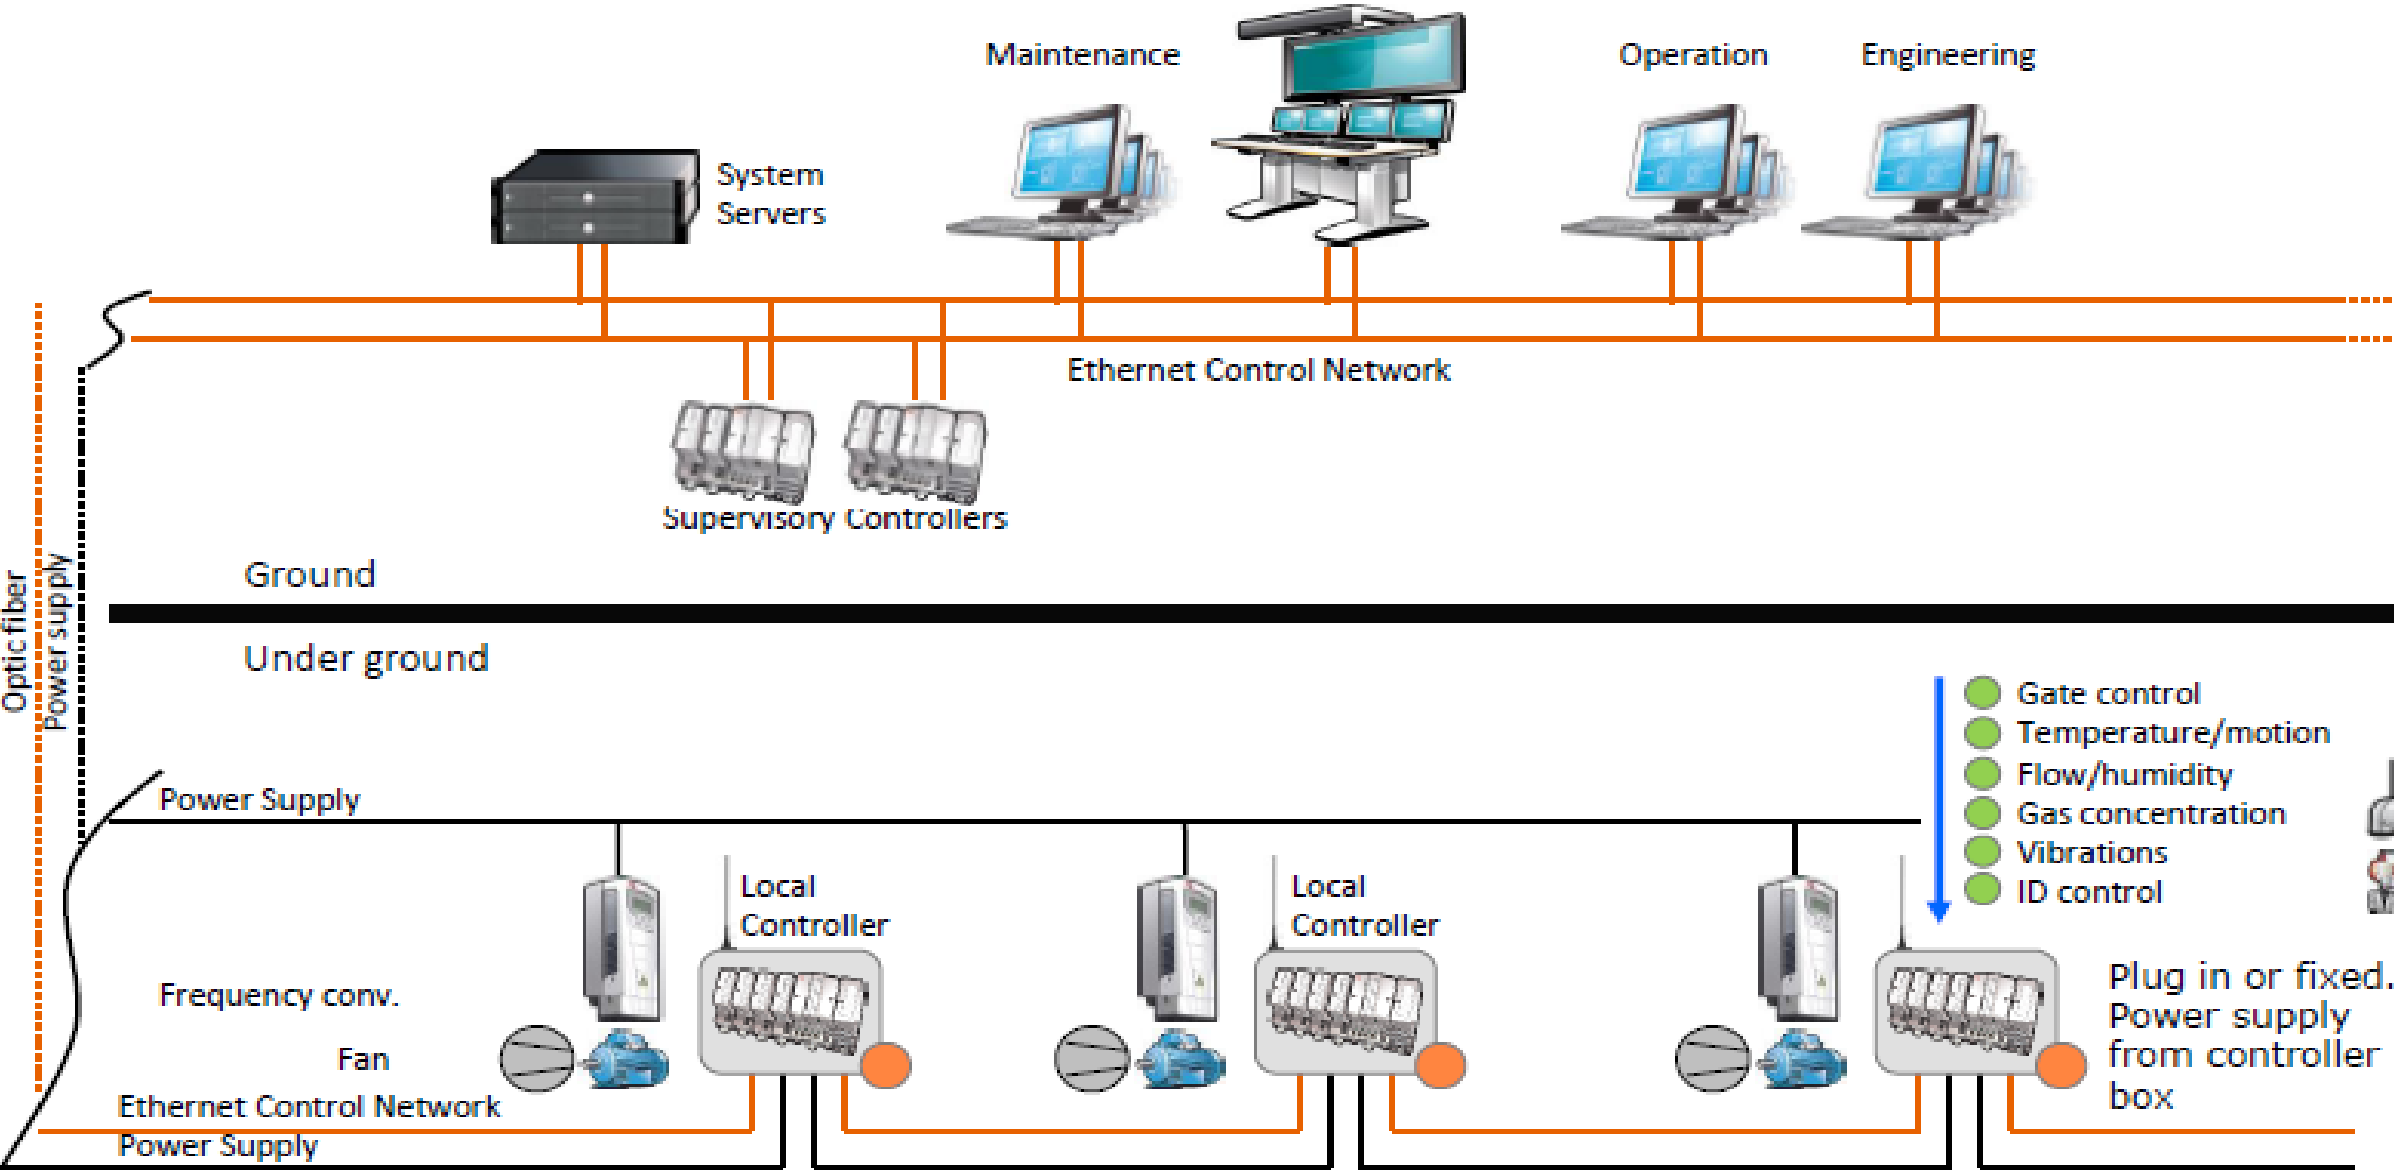 Maintenance
Operation
Engineering
System
Servers
Ethernet Control Network
Supervisory Controllers
Ground
Optic fiber
Power supply
Under ground
Gate control
Temperature/motion
Flow/humidity
Gas concentration
Vibrations
ID control
Power Supply
Local
Controller
Local
Controller
Frequency conv.
Fan
Plug in or fixed.
Power supply
from controller
box
Ethernet Control Network
Power Supply